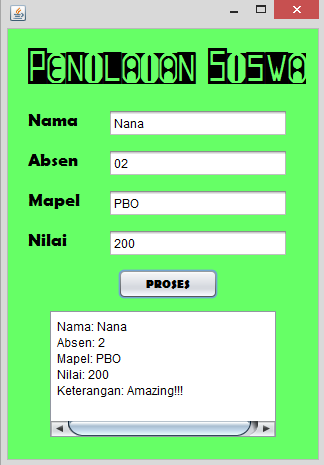 PENILAIAN SISWA
Nama Nana
Absen 02
Mapel PBO
Nilai 200
PROSES
Nama: Nana
Absen: 2
Mapel: PBO
Nilai: 200
Keterangan: Amazing!!!